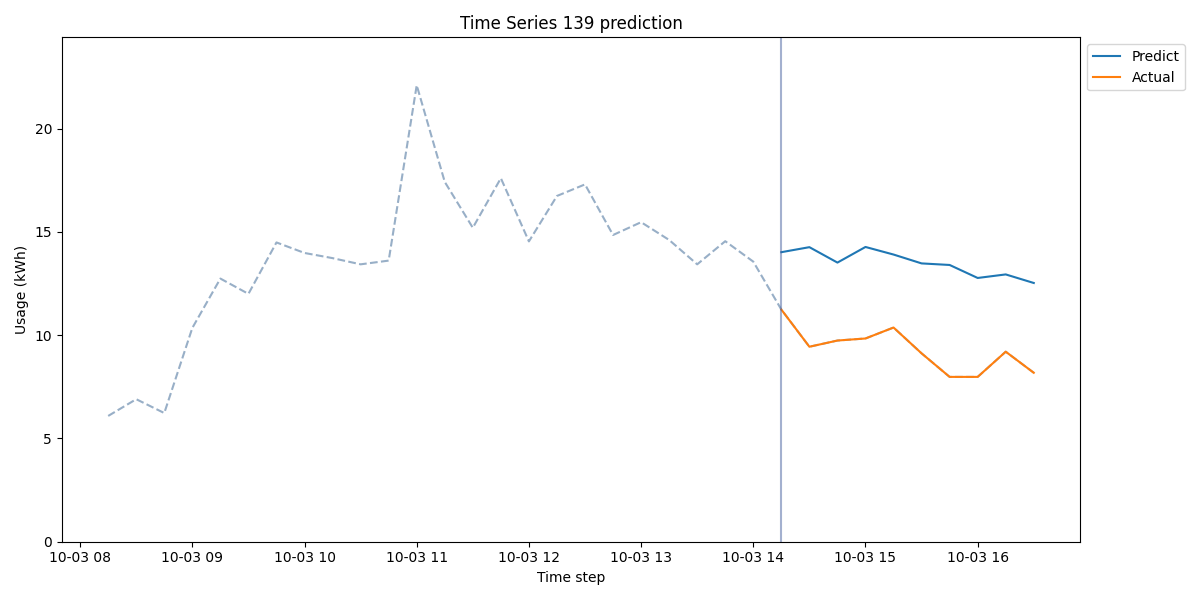 Time Series 139 prediction
Predict
Actual
Usage (kWh)
20
15
10
5
0
10-03 08
10-03 09
10-03 10
10-03 11
10-03 12
10-03 13
10-03 14
10-03 15
10-03 16
Time step